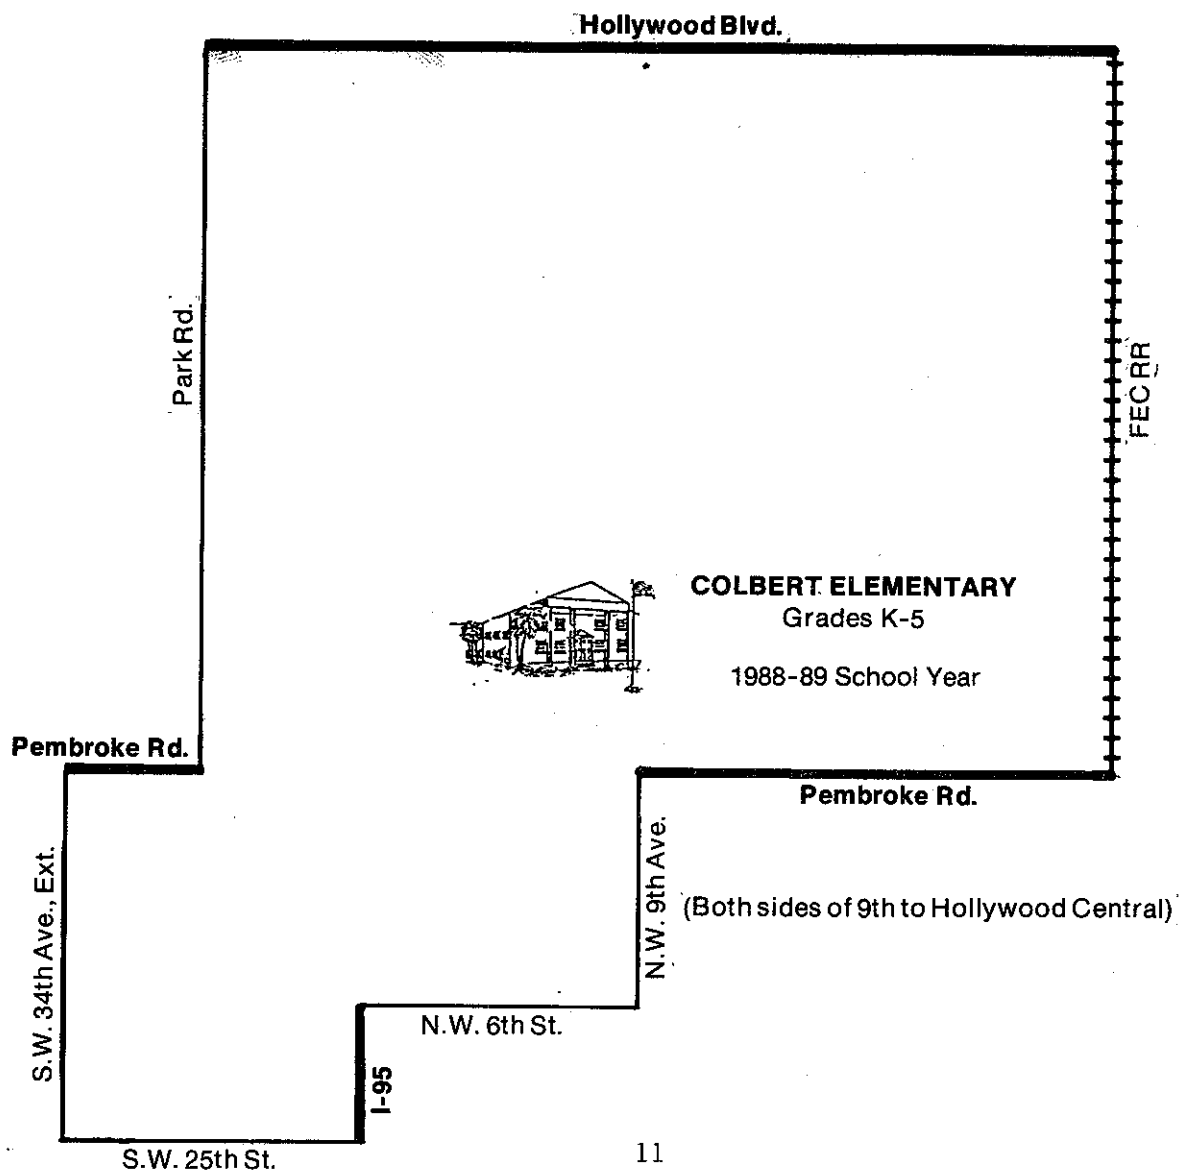 Hollywood Blvd.
Park Rd.
FEC RR
COLBERT ELEMENTARY
Grades K-5
1988-89 School Year
Pembroke Rd.
Pembroke Rd.
S.W. 34th Ave., Ext.
N.W. 9th Ave.
(Both sides of 9th to Hollywood Central)
N.W. 6th St.
I-95
S.W. 25th St.
11